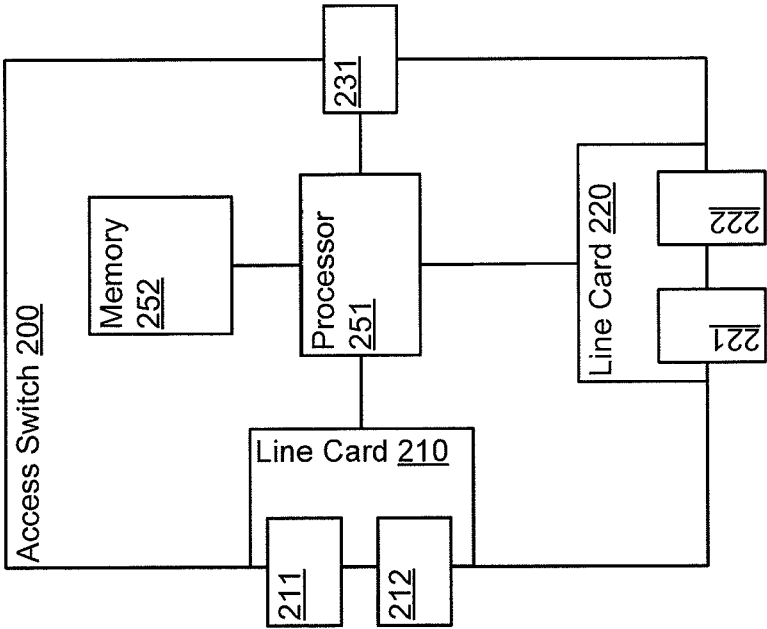 Access Switch 200
Memory
252
231
Processor
251
Line Card 210
211
212
Line Card 220
221
222